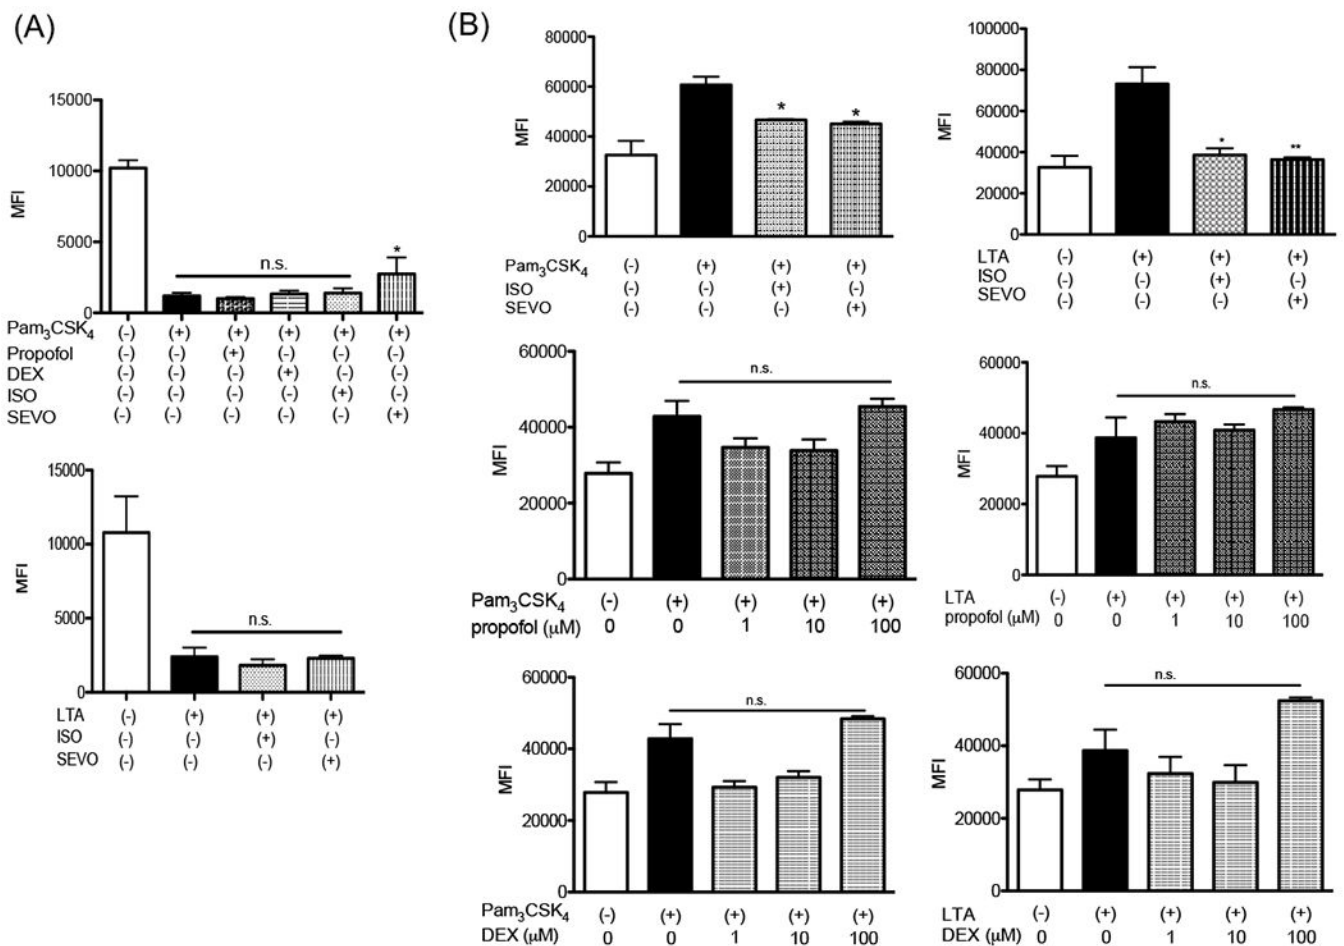 (A)
15000
10000
5000
0
MFI
n.s.
*
Pam3CSK4 (-) (+) (+) (+) (+) (+)
Propofol (-) (-) (+) (-) (-) (-)
DEX (-) (-) (-) (+) (-) (-)
ISO (-) (-) (-) (-) (+) (-)
SEVO (-) (-) (-) (-) (-) (+)
15000
10000
5000
0
MFI
n.s.
LTA (-) (+) (+) (+)
ISO (-) (-) (+) (-)
SEVO (-) (-) (-) (+)
(B)
80000
60000
40000
20000
0
MFI
* *
Pam3CSK4 (-) (+) (+) (+)
ISO (-) (-) (+) (-)
SEVO (-) (-) (-) (+)
100000
80000
60000
40000
20000
0
MFI
* **
LTA (-) (+) (+) (+)
ISO (-) (-) (+) (-)
SEVO (-) (-) (-) (+)
60000
40000
20000
0
MFI
n.s.
Pam3CSK4 (-) (+) (+) (+) (+)
propofol (µM) 0 0 1 10 100
60000
40000
20000
0
MFI
n.s.
LTA (-) (+) (+) (+) (+)
propofol (µM) 0 0 1 10 100
60000
40000
20000
0
MFI
n.s.
Pam3CSK4 (-) (+) (+) (+) (+)
DEX (µM) 0 0 1 10 100
60000
40000
20000
0
MFI
n.s.
LTA (-) (+) (+) (+) (+)
DEX (µM) 0 0 1 10 100